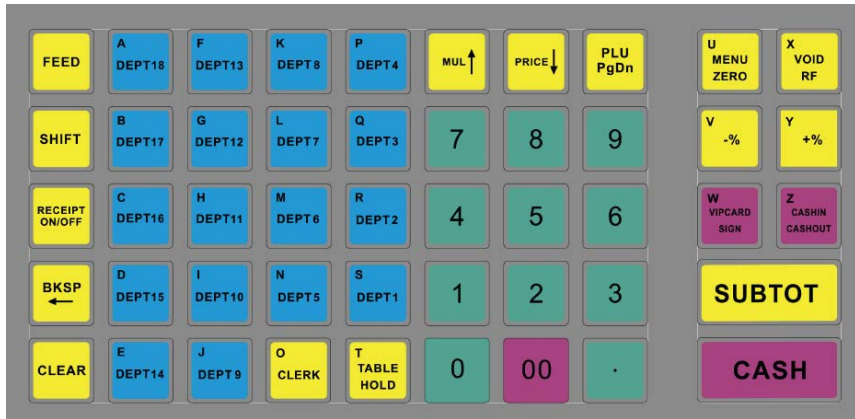 FEED
A
DEPT18
F
DEPT13
K
DEPT8
P
DEPT4
MUL↑
PRICE↓
PLU
PgDn
U
MENU
ZERO
X
VOID
RF
SHIFT
B
DEPT17
G
DEPT12
L
DEPT7
Q
DEPT3
7
8
9
V
-%
Y
+%
RECEIPT
ON/OFF
C
DEPT16
H
DEPT11
M
DEPT6
R
DEPT2
4
5
6
W
VIPCARD
SIGN
Z
CASHIN
CASHOUT
BKSP
←
D
DEPT15
I
DEPT10
N
DEPT5
S
DEPT1
1
2
3
SUBTOT
CLEAR
E
DEPT14
J
DEPT9
O
CLERK
T
TABLE
HOLD
0
00
.
CASH